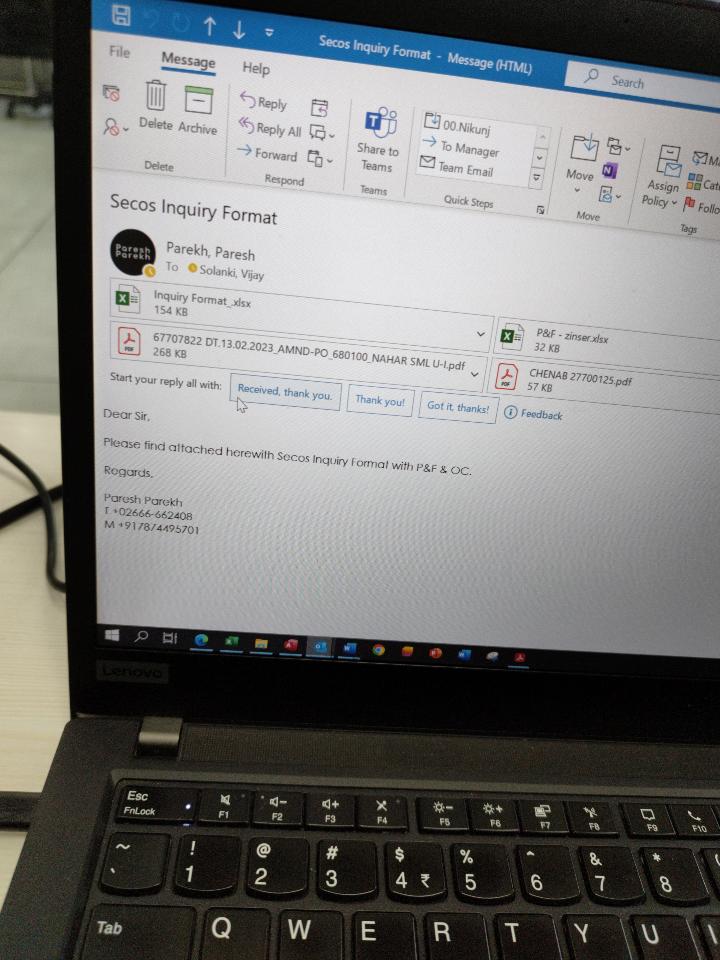 Secos Inquiry Format - Message (HTML)
Search
File
Message
Help
Delete
Archive
Delete
Reply
Reply All
Forward
Respond
Share to
Teams
Teams
00.Nikunj
To Manager
Team Email
Quick Steps
Move
Move
Assign
Policy
Tags
Secos Inquiry Format
Paresh
Parekh
Parekh, Paresh
To Solanki, Vijay
Inquiry Format_.xlsx
154 KB
P&F - zinser.xlsx
32 KB
67707822 DT.13.02.2023_AMND-PO_680100_NAHAR SML U-I.pdf
268 KB
CHENAB 27700125.pdf
57 KB
Start your reply all with:
Received, thank you.
Thank you!
Got it, thanks!
Feedback
Dear Sir,
Please find attached herewith Secos Inquiry Format with P&F & OC.
Regards,
Paresh Parekh
T +02666-662408
M +917874495701
Lenovo
Esc
FnLock
F1
F2
F3
F4
F5
F6
F7
F8
F9
F10
~ `
! 1
@ 2
# 3
$ 4 ₹
% 5
^ 6
& 7
* 8
Tab
Q W E R T Y U